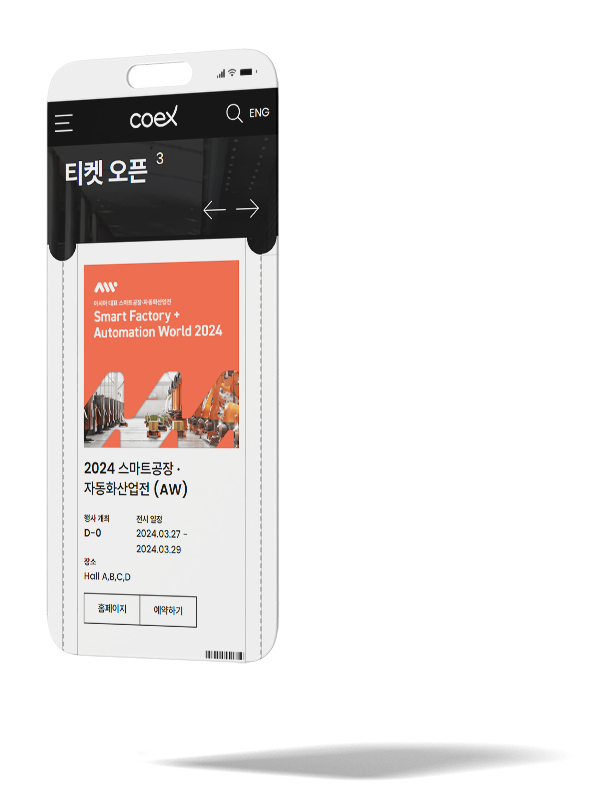 coex
ENG
티켓 오픈 3
AW
아시아 대표 스마트공장·자동화산업전
Smart Factory +
Automation World 2024
2024 스마트공장·
자동화산업전 (AW)
행사 개최 전시 일정
D-0 2024.03.27 -
2024.03.29
장소
Hall A,B,C,D
홈페이지 예약하기